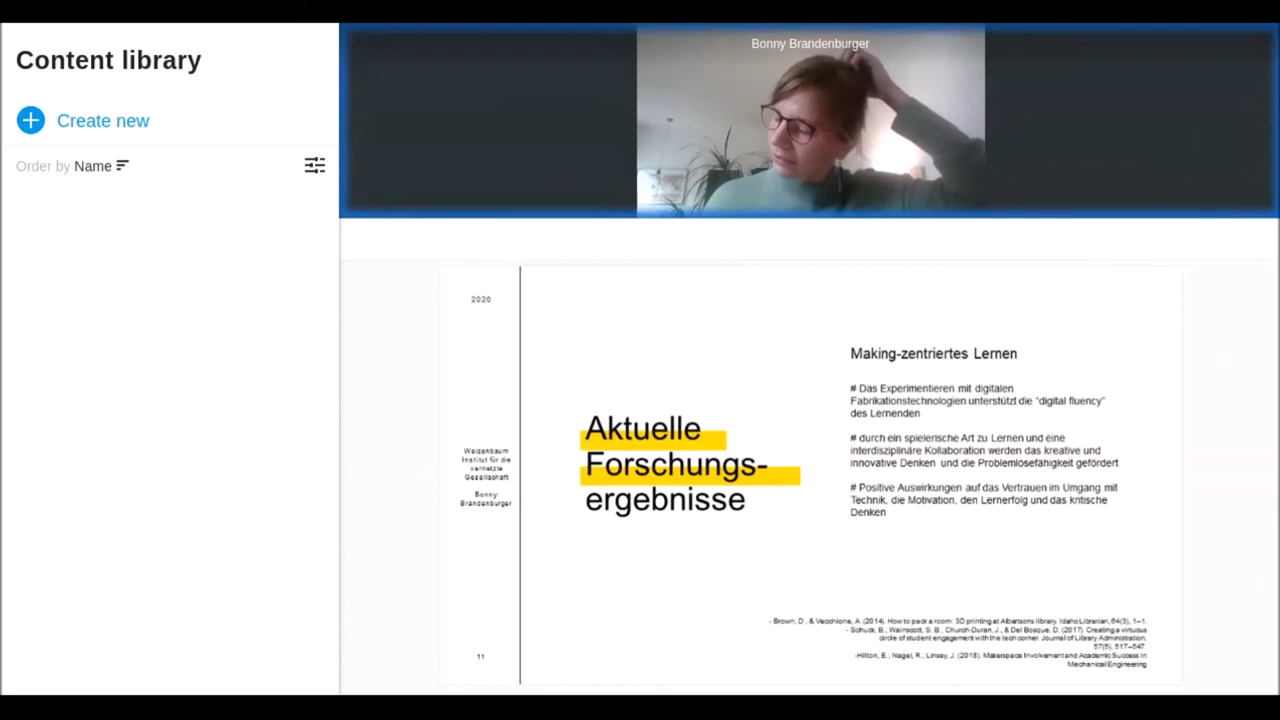 Content library
Create new
Order by Name
Bonny Brandenburger
2020
Weizenbaum
Institut für die
vernetzte
Gesellschaft
Bonny
Brandenburger
11
Aktuelle
Forschungs-
ergebnisse
Making-zentriertes Lernen
# Das Experimentieren mit digitalen
Fabrikationstechnologien unterstützt die “digital fluency”
des Lernenden
# durch ein spielerische Art zu Lernen und eine
interdisziplinäre Kollaboration werden das kreative und
innovative Denken und die Problemlösefähigkeit gefördert
# Positive Auswirkungen auf das Vertrauen im Umgang mit
Technik, die Motivation, den Lernerfolg und das kritische
Denken
- Brown, D., & Vecchione, A. (2014). How to pack a room: 3D printing at Albertsons library. Idaho Librarian, 64(3), 1–1.
- Schuck, B., Wainscott, S. B., Church-Duran, J., & Del Bosque, D. (2017). Creating a virtuous
circle of student engagement with the tech corner. Journal of Library Administration,
57(5), 517–547.
-Hilton, E.; Nagel, R.; Linsey, J. (2018). Makerspace Involvement and Academic Success in
Mechanical Engineering